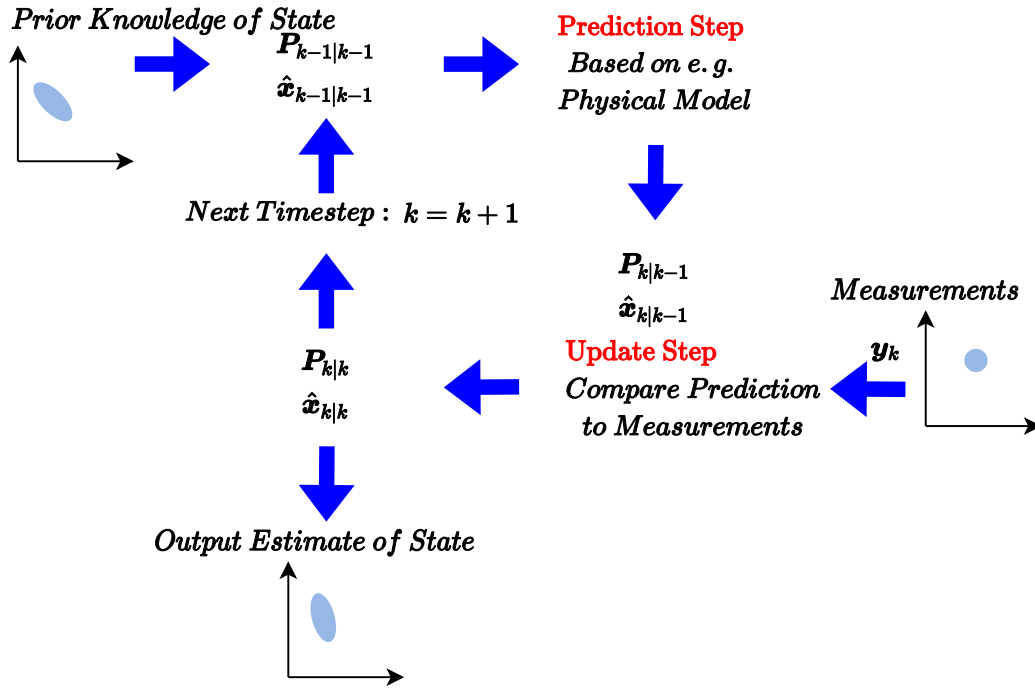 Prior Knowledge of State
P_{k−1|k−1}
x̂_{k−1|k−1}
Prediction Step
Based on e.g.
Physical Model
Next Timestep: k = k + 1
P_{k|k−1}
x̂_{k|k−1}
Measurements
y_k
Update Step
Compare Prediction
to Measurements
P_{k|k}
x̂_{k|k}
Output Estimate of State